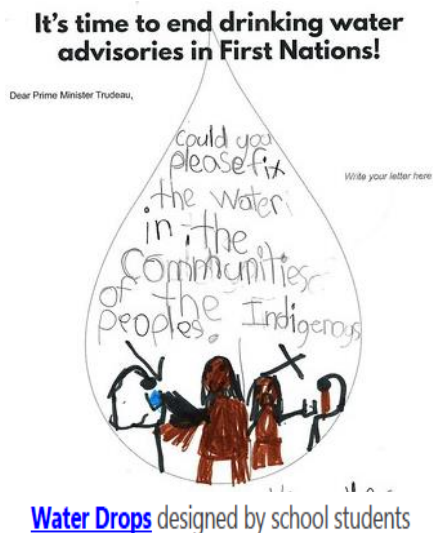 It's time to end drinking water
advisories in First Nations!
Dear Prime Minister Trudeau,
Could you
please fix
Write your letter here
the water
in the
Communities
of the Indigenous
peoples.
Water Drops designed by school students